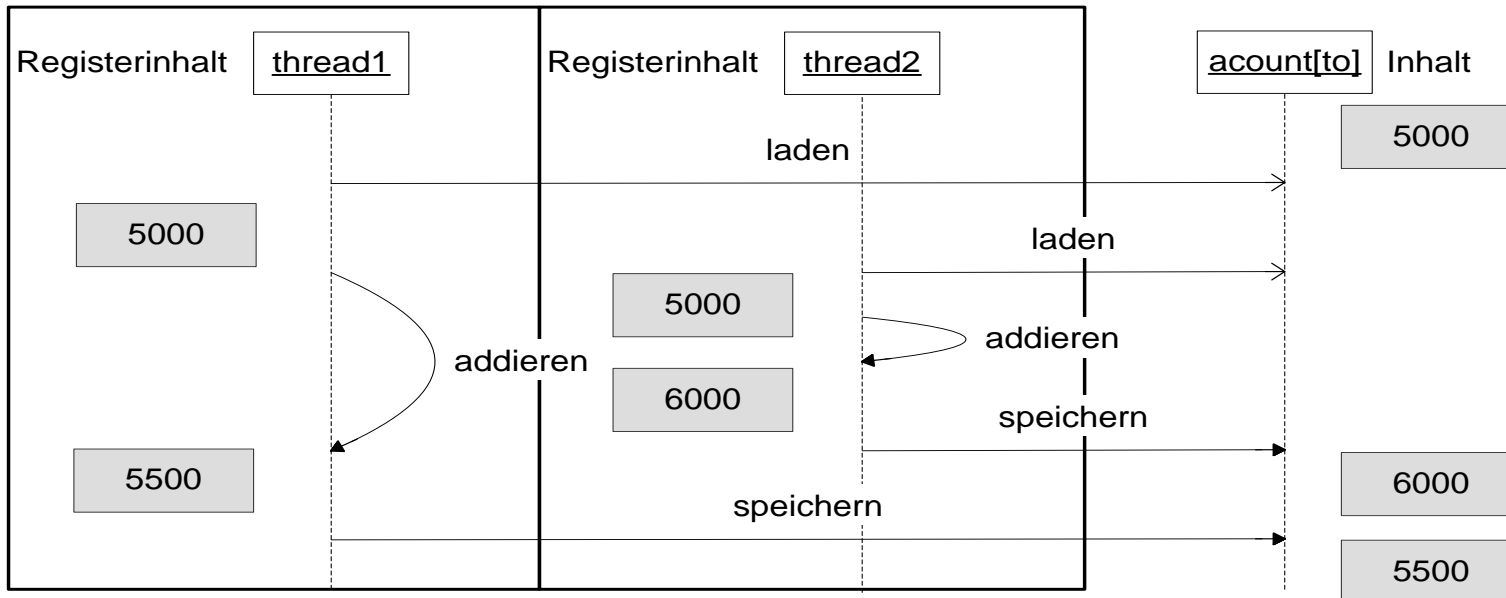 Registerinhalt thread1 Registerinhalt thread2 acount[to] Inhalt
5000
laden
5000
laden
5000
addieren
addieren
6000
speichern
5500
6000
speichern
5500